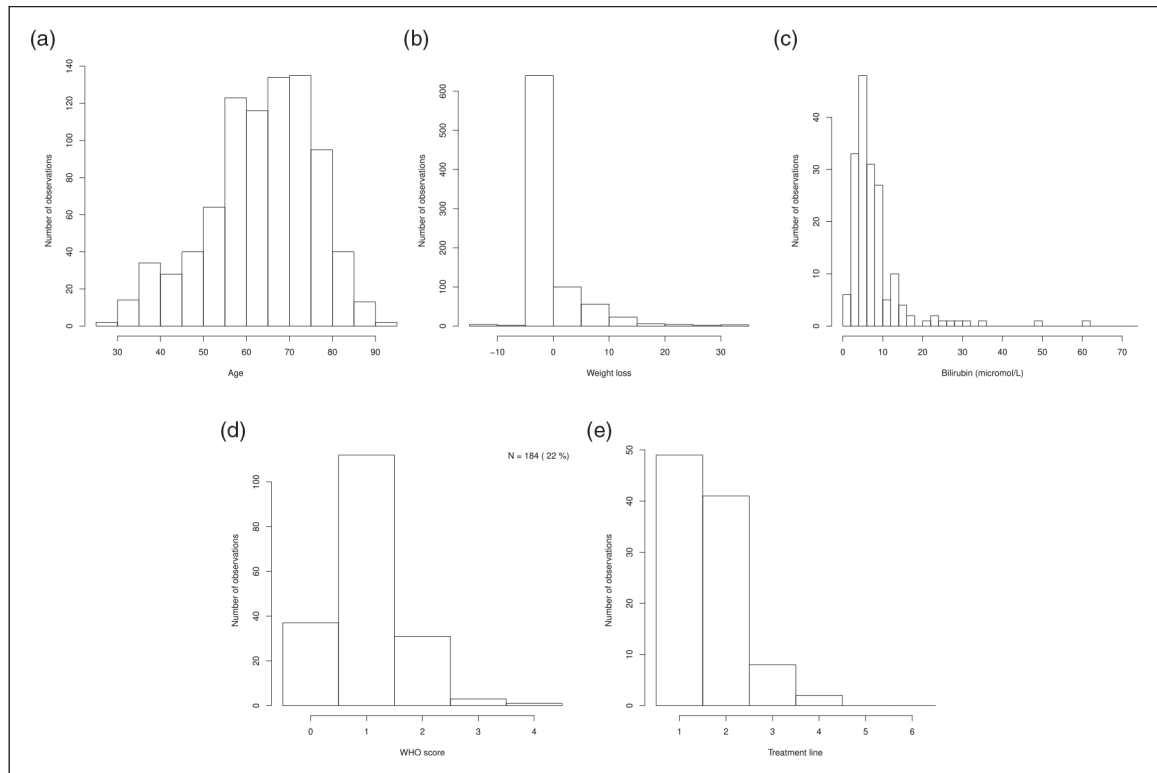 (a)
Number of observations
0 20 40 60 80 100 120 140
30 40 50 60 70 80 90
Age
(b)
Number of observations
0 100 200 300 400 500 600
−10 0 10 20 30
Weight loss
(c)
Number of observations
0 10 20 30 40
0 10 20 30 40 50 60 70
Bilirubin (micromol/L)
(d)
N = 184 ( 22 %)
Number of observations
0 20 40 60 80 100
0 1 2 3 4
WHO score
(e)
Number of observations
0 10 20 30 40 50
1 2 3 4 5 6
Treatment line